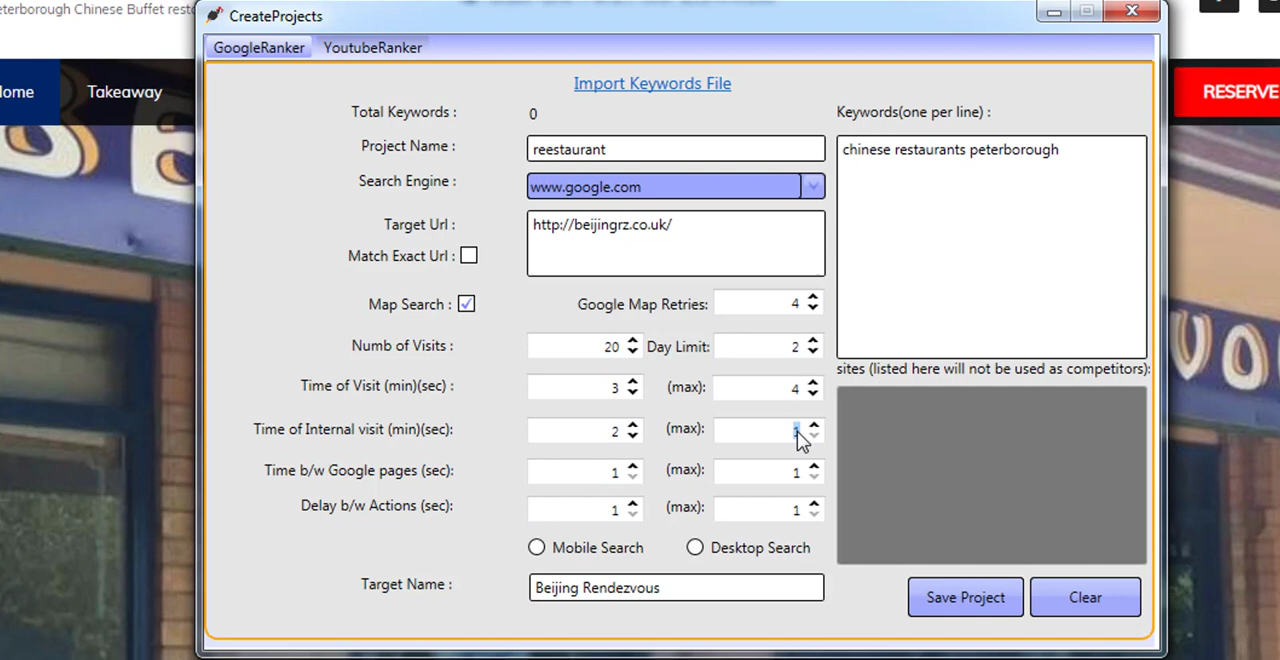 eterborough Chinese Buffet resta
CreateProjects
GoogleRanker YoutubeRanker
ome Takeaway
RESERVE
Import Keywords File
Total Keywords : 0
Keywords(one per line) :
Project Name : reestaurant
chinese restaurants peterborough
Search Engine : www.google.com
Target Url : http://beijingrz.co.uk/
Match Exact Url :
Map Search : Google Map Retries: 4
Numb of Visits : 20 Day Limit: 2
sites (listed here will not be used as competitors):
Time of Visit (min)(sec) : 3 (max): 4
Time of Internal visit (min)(sec): 2 (max):
Time b/w Google pages (sec): 1 (max): 1
Delay b/w Actions (sec): 1 (max): 1
Mobile Search Desktop Search
Target Name : Beijing Rendezvous
Save Project Clear